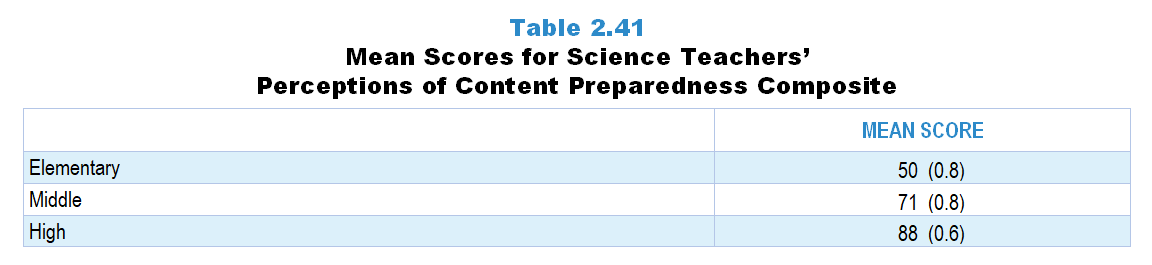 Table 2.41
Mean Scores for Science Teachers’
Perceptions of Content Preparedness Composite
MEAN SCORE
Elementary 50 (0.8)
Middle 71 (0.8)
High 88 (0.6)